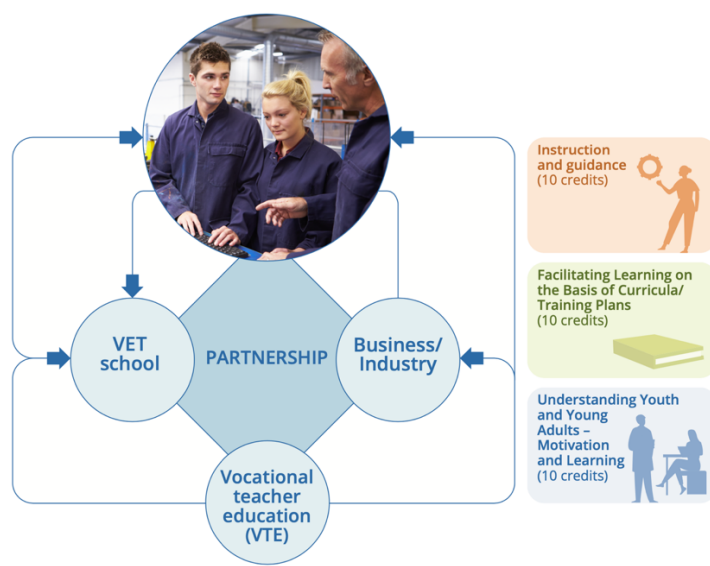 VET
school
PARTNERSHIP
Business/
Industry
Vocational
teacher
education
(VTE)
Instruction
and guidance
(10 credits)
Facilitating Learning on
the Basis of Curricula/
Training Plans
(10 credits)
Understanding Youth
and Young
Adults –
Motivation
and Learning
(10 credits)